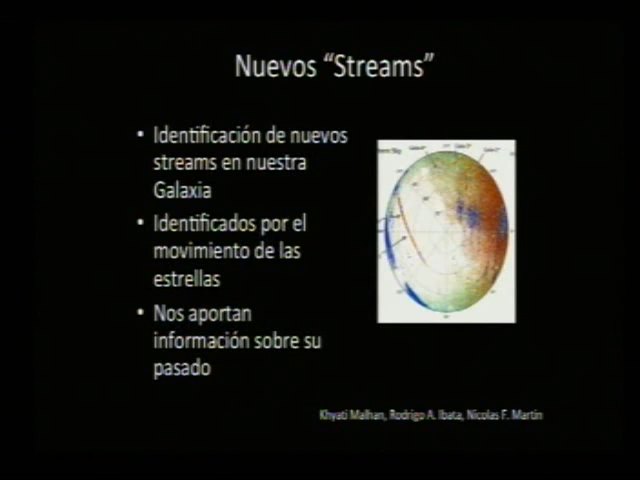 Nuevos “Streams”
• Identificación de nuevos
streams en nuestra
Galaxia
• Identificados por el
movimiento de las
estrellas
• Nos aportan
información sobre su
pasado
Khyati Malhan, Rodrigo A. Ibata, Nicolas F. Martin